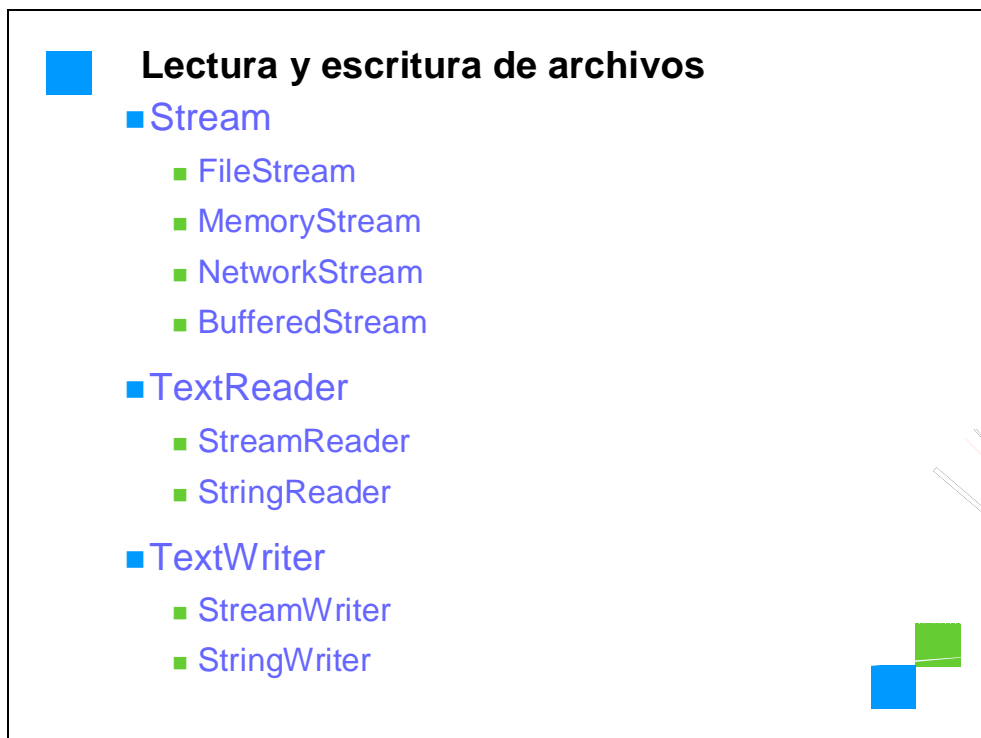 Lectura y escritura de archivos
Stream
FileStream
MemoryStream
NetworkStream
BufferedStream
TextReader
StreamReader
StringReader
TextWriter
StreamWriter
StringWriter